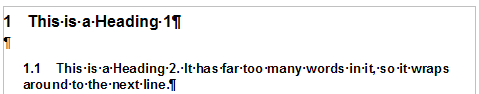 1 This·is·a·Heading·1¶
¶
1.1 This·is·a·Heading·2.·It·has·far·too·many·words·in·it,·so·it·wraps·
around·to·the·next·line.¶